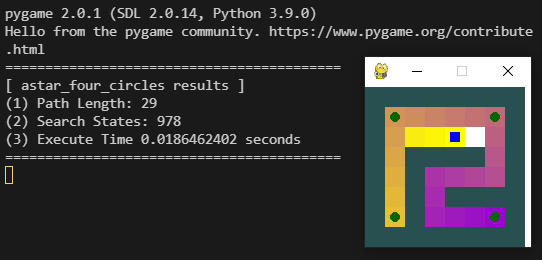 pygame 2.0.1 (SDL 2.0.14, Python 3.9.0)
Hello from the pygame community. https://www.pygame.org/contribute
.html
==========================================
[ astar_four_circles results ]
(1) Path Length: 29
(2) Search States: 978
(3) Execute Time 0.0186462402 seconds
==========================================